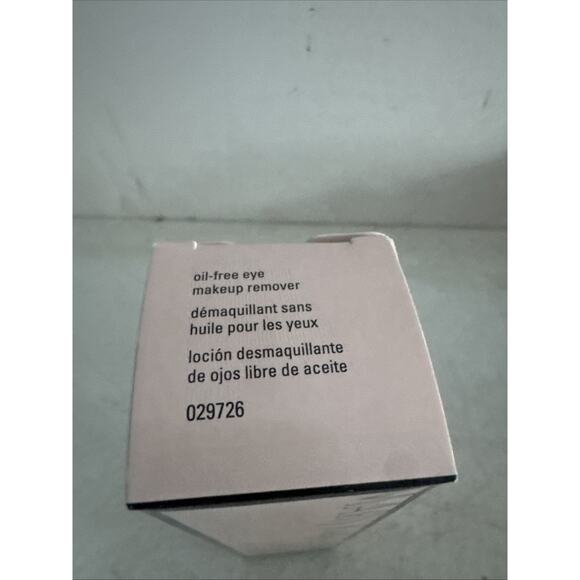 oil-free eye
makeup remover
démaquillant sans
huile pour les yeux
loción desmaquillante
de ojos libre de aceite
029726